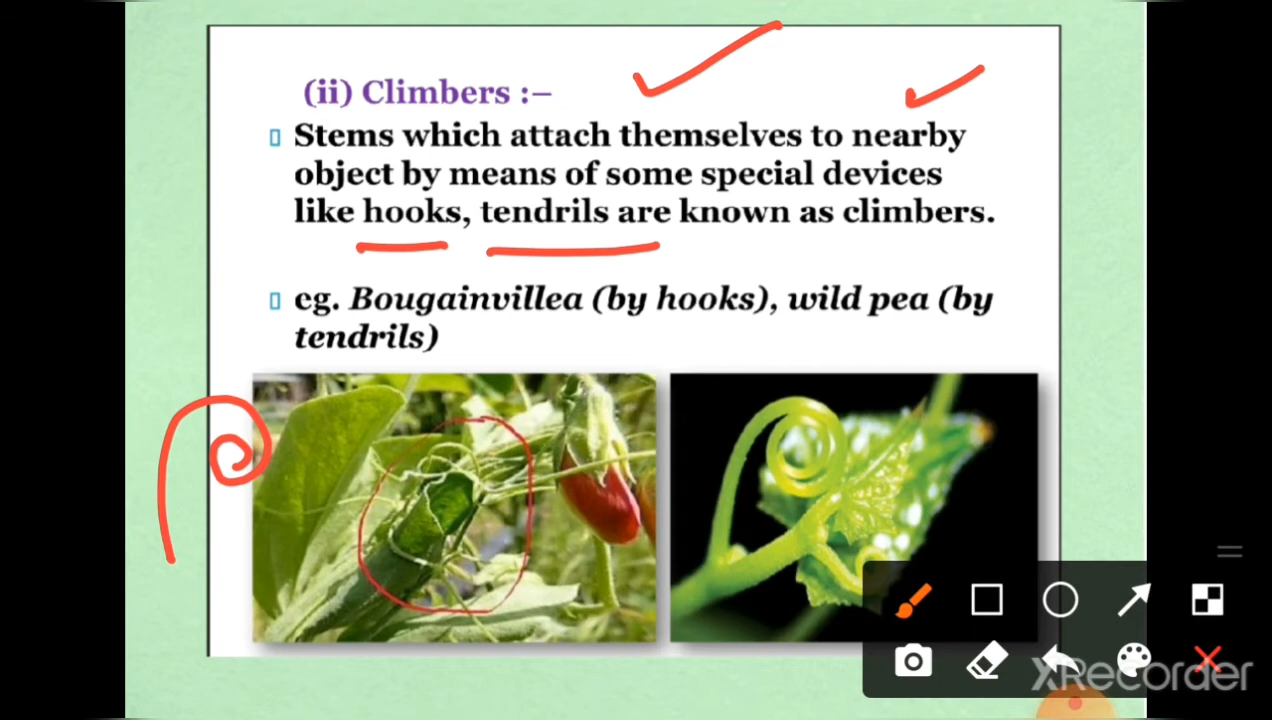 (ii) Climbers :–
Stems which attach themselves to nearby
object by means of some special devices
like hooks, tendrils are known as climbers.
eg. Bougainvillea (by hooks), wild pea (by
tendrils)
XRecorder